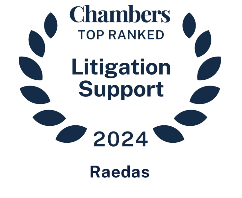 Chambers
TOP RANKED
Litigation
Support
2024
Raedas